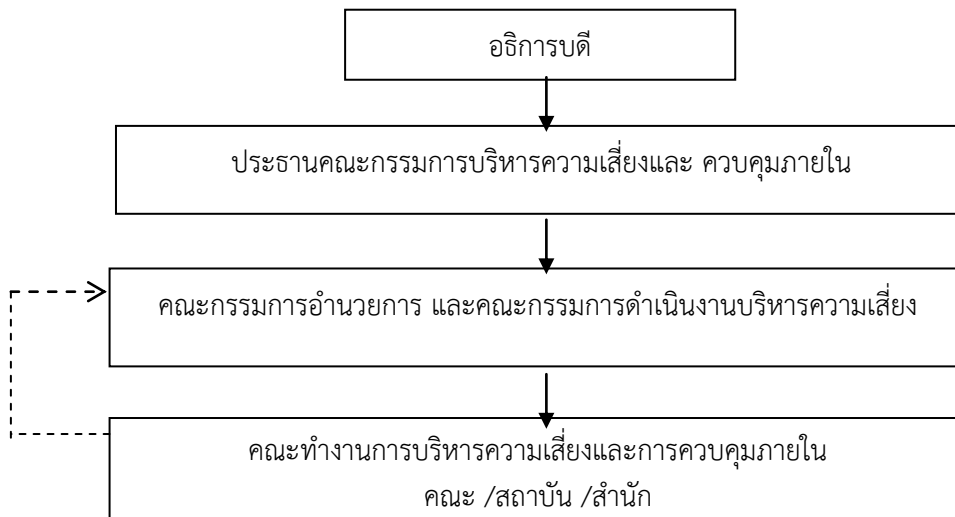 อธิการบดี
ประธานคณะกรรมการบริหารความเสี่ยงและ ควบคุมภายใน
คณะกรรมการอำนวยการ และคณะกรรมการดำเนินงานบริหารความเสี่ยง
คณะทำงานการบริหารความเสี่ยงและการควบคุมภายใน
คณะ /สถาบัน /สำนัก